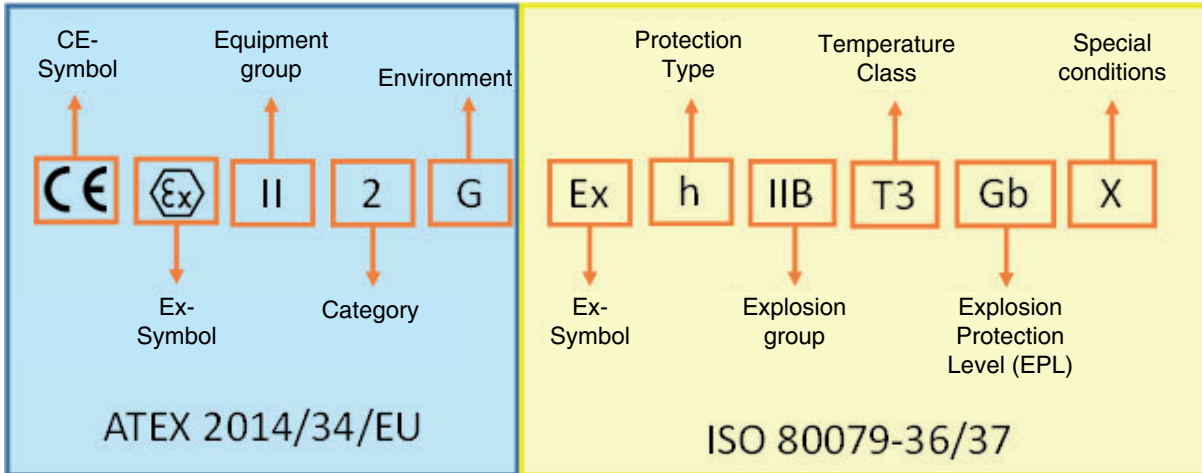 CE-
Symbol
Equipment
group
Environment
CE Ex II 2 G
Ex-
Symbol
Category
ATEX 2014/34/EU
Protection
Type
Temperature
Class
Special
conditions
Ex h IIB T3 Gb X
Ex-
Symbol
Explosion
group
Explosion
Protection
Level (EPL)
ISO 80079-36/37